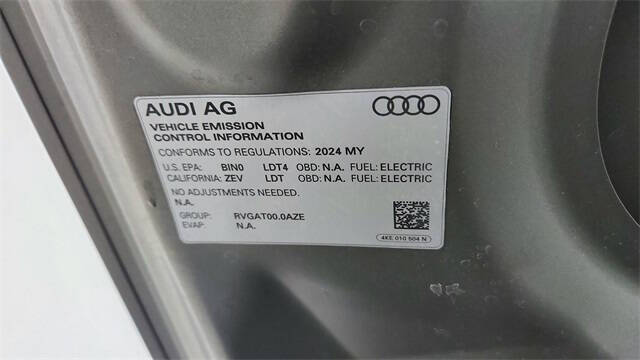 AUDI AG
VEHICLE EMISSION
CONTROL INFORMATION
CONFORMS TO REGULATIONS: 2024 MY
U.S. EPA: BIN0 LDT4 OBD: N.A. FUEL: ELECTRIC
CALIFORNIA: ZEV LDT OBD: N.A. FUEL: ELECTRIC
NO ADJUSTMENTS NEEDED.
N.A.
GROUP: RVGAT00.0AZE
EVAP: N.A.
4KE 010 504 N